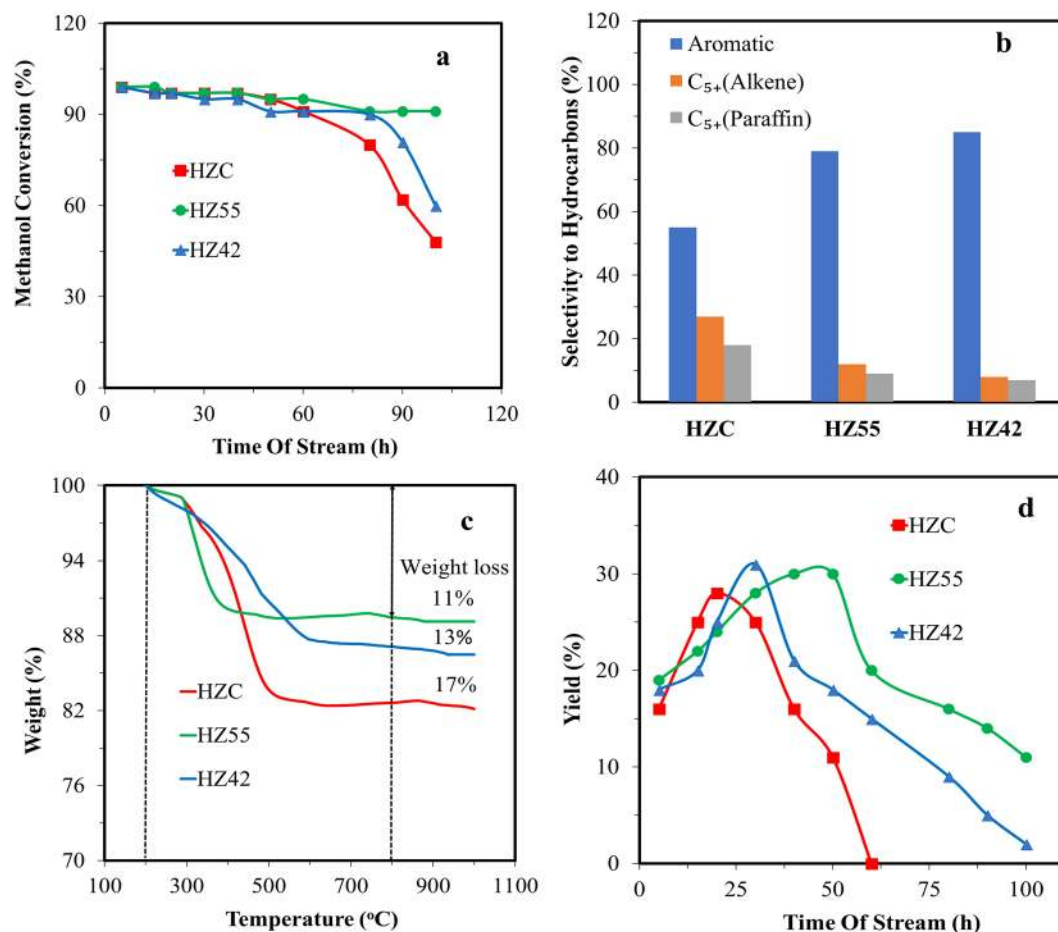 a
Methanol Conversion (%)
120
90
60
30
0
HZC
HZ55
HZ42
0 30 60 90 120
Time Of Stream (h)
b
Selectivity to Hydrocarbons (%)
120
100
80
60
40
20
0
Aromatic
C₅₊(Alkene)
C₅₊(Paraffin)
HZC HZ55 HZ42
c
Weight (%)
100
94
88
82
76
70
Weight loss
11%
13%
17%
HZC
HZ55
HZ42
100 300 500 700 900 1100
Temperature (ºC)
d
Yield (%)
40
30
20
10
0
HZC
HZ55
HZ42
0 25 50 75 100
Time Of Stream (h)